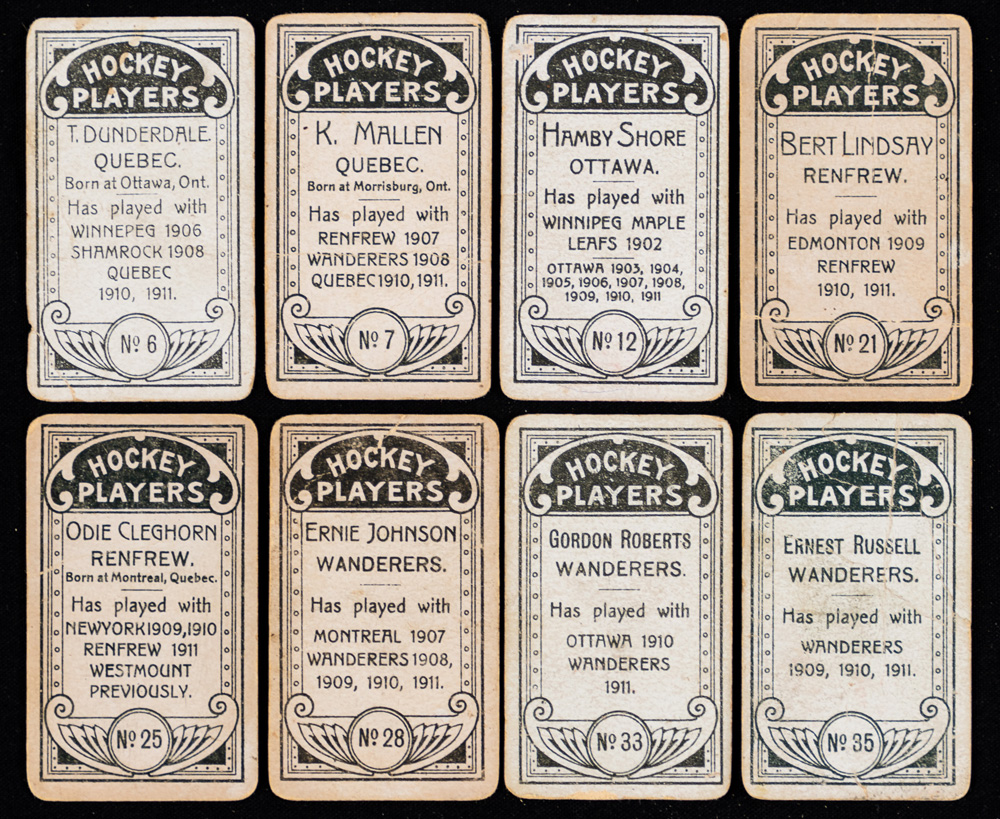 HOCKEY
PLAYERS
T. DUNDERDALE.
QUEBEC.
Born at Ottawa, Ont.
Has played with
WINNEPEG 1906
SHAMROCK 1908
QUEBEC
1910, 1911.
No 6
HOCKEY
PLAYERS
K. MALLEN
QUEBEC.
Born at Morrisburg, Ont.
Has played with
RENFREW 1907
WANDERERS 1908
QUEBEC 1910, 1911.
No 7
HOCKEY
PLAYERS
HAMBY SHORE
OTTAWA.
Has played with
WINNIPEG MAPLE
LEAFS 1902
OTTAWA 1903, 1904,
1905, 1906, 1907, 1908,
1909, 1910, 1911
No 12
HOCKEY
PLAYERS
BERT LINDSAY
RENFREW.
Has played with
EDMONTON 1909
RENFREW
1910, 1911.
No 21
HOCKEY
PLAYERS
ODIE CLEGHORN
RENFREW.
Born at Montreal, Quebec.
Has played with
NEWYORK 1909, 1910
RENFREW 1911
WESTMOUNT
PREVIOUSLY.
No 25
HOCKEY
PLAYERS
ERNIE JOHNSON
WANDERERS.
Has played with
MONTREAL 1907
WANDERERS 1908,
1909, 1910, 1911.
No 28
HOCKEY
PLAYERS
GORDON ROBERTS
WANDERERS.
Has played with
OTTAWA 1910
WANDERERS
1911.
No 33
HOCKEY
PLAYERS
ERNEST RUSSELL
WANDERERS.
Has played with
WANDERERS
1909, 1910, 1911.
No 35